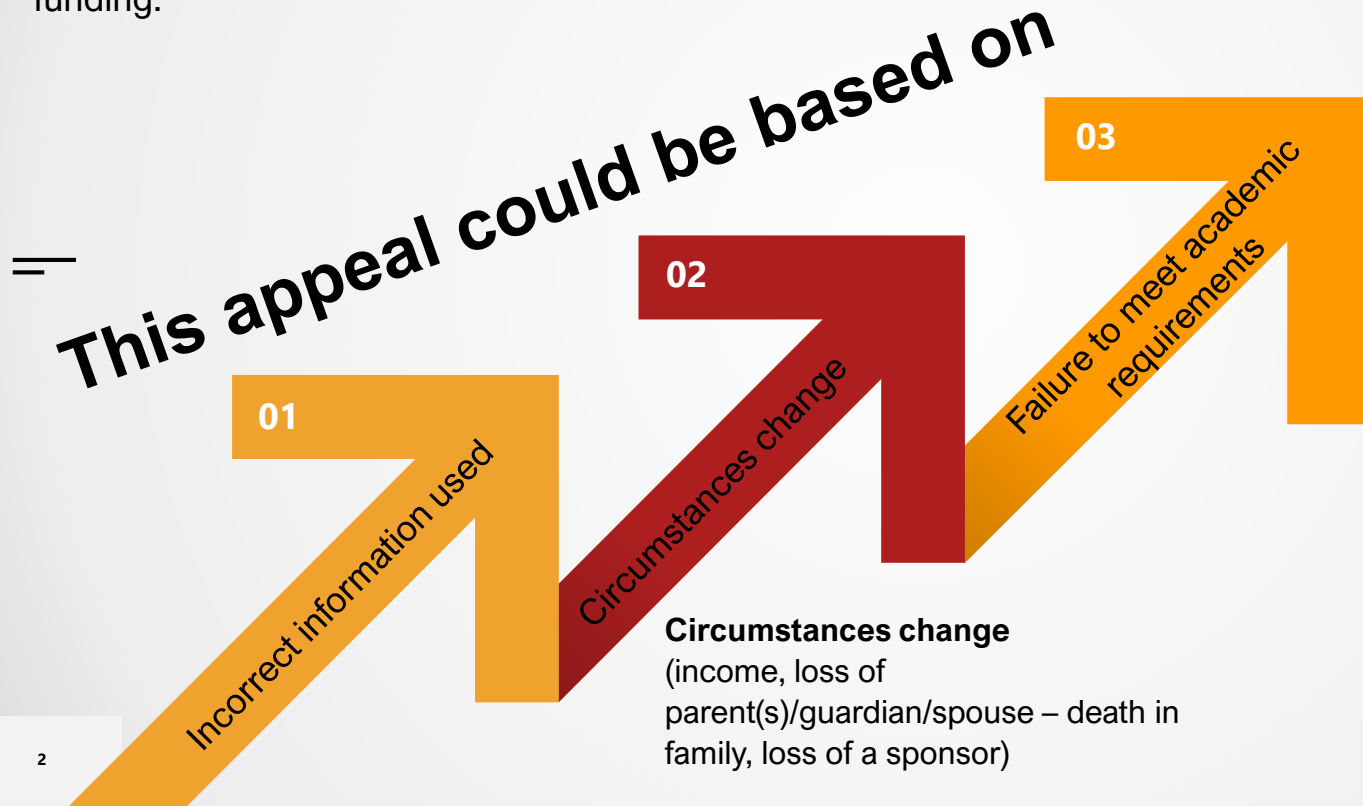 funding.
This appeal could be based on
01
Incorrect information used
02
Circumstances change
03
Failure to meet academic
requirements
Circumstances change
(income, loss of
parent(s)/guardian/spouse – death in
family, loss of a sponsor)
2